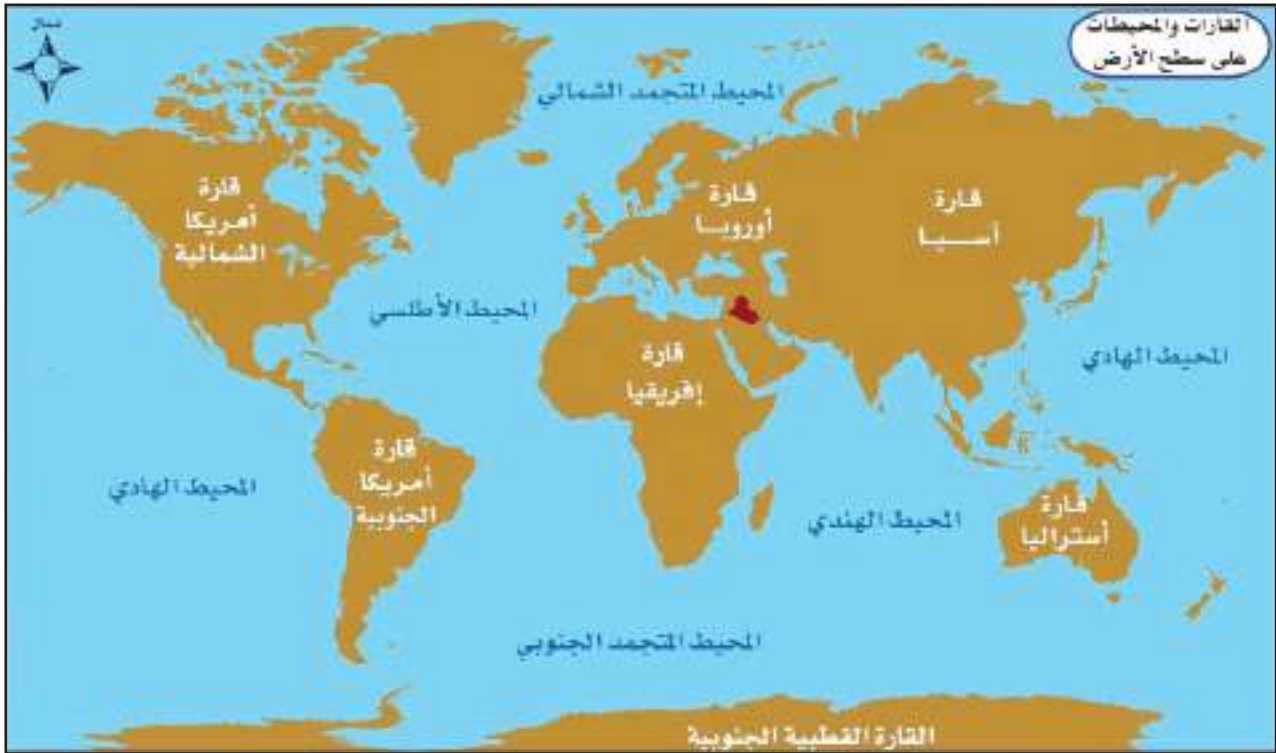 القارات والمحيطات
على سطح الأرض
شمال
المحيط المتجمد الشمالي
قارة
أمريكا
الشمالية
قارة
أوروبا
قارة
أسيا
المحيط الأطلسي
المحيط الهادي
قارة
إفريقيا
قارة
أمريكا
الجنوبية
المحيط الهادي
المحيط الهندي
قارة
أستراليا
المحيط المتجمد الجنوبي
القارة القطبية الجنوبية